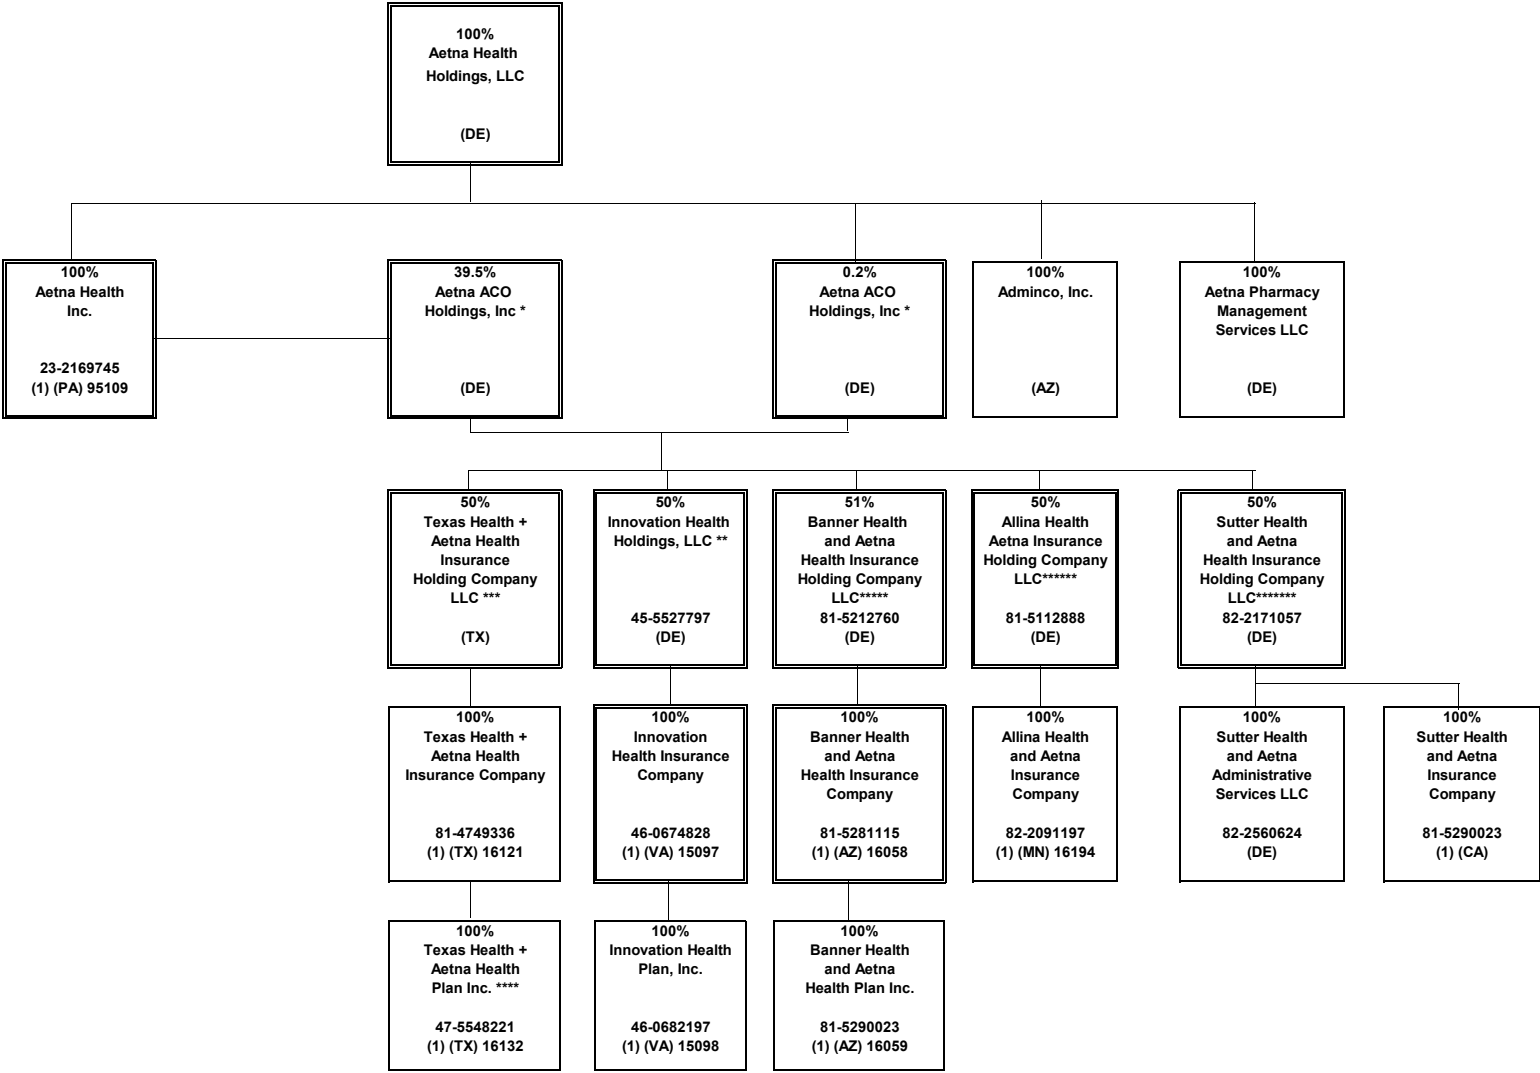 100%
Aetna Health
Holdings, LLC
(DE)
100%
Aetna Health
Inc.
23-2169745
(1) (PA) 95109
39.5%
Aetna ACO
Holdings, Inc *
(DE)
0.2%
Aetna ACO
Holdings, Inc *
(DE)
100%
Adminco, Inc.
(AZ)
100%
Aetna Pharmacy
Management
Services LLC
(DE)
50%
Texas Health +
Aetna Health
Insurance
Holding Company
LLC ***
(TX)
50%
Innovation Health
Holdings, LLC **
45-5527797
(DE)
51%
Banner Health
and Aetna
Health Insurance
Holding Company
LLC*****
81-5212760
(DE)
50%
Allina Health
Aetna Insurance
Holding Company
LLC******
81-5112888
(DE)
50%
Sutter Health
and Aetna
Health Insurance
Holding Company
LLC*******
82-2171057
(DE)
100%
Texas Health +
Aetna Health
Insurance Company
81-4749336
(1) (TX) 16121
100%
Innovation
Health Insurance
Company
46-0674828
(1) (VA) 15097
100%
Banner Health
and Aetna
Health Insurance
Company
81-5281115
(1) (AZ) 16058
100%
Allina Health
and Aetna
Insurance
Company
82-2091197
(1) (MN) 16194
100%
Sutter Health
and Aetna
Administrative
Services LLC
82-2560624
(DE)
100%
Sutter Health
and Aetna
Insurance
Company
81-5290023
(1) (CA)
100%
Texas Health +
Aetna Health
Plan Inc. ****
47-5548221
(1) (TX) 16132
100%
Innovation Health
Plan, Inc.
46-0682197
(1) (VA) 15098
100%
Banner Health
and Aetna
Health Plan Inc.
81-5290023
(1) (AZ) 16059